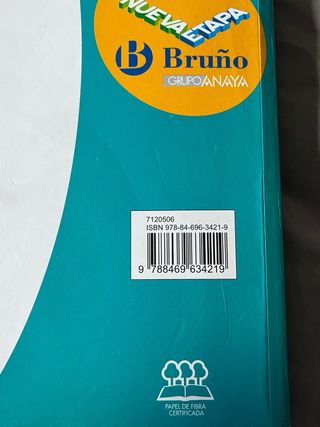 NUEVA ETAPA
B Bruño
GRUPO ANAYA
7120506
ISBN 978-84-696-3421-9
9 788469 634219
PAPEL DE FIBRA
CERTIFICADA